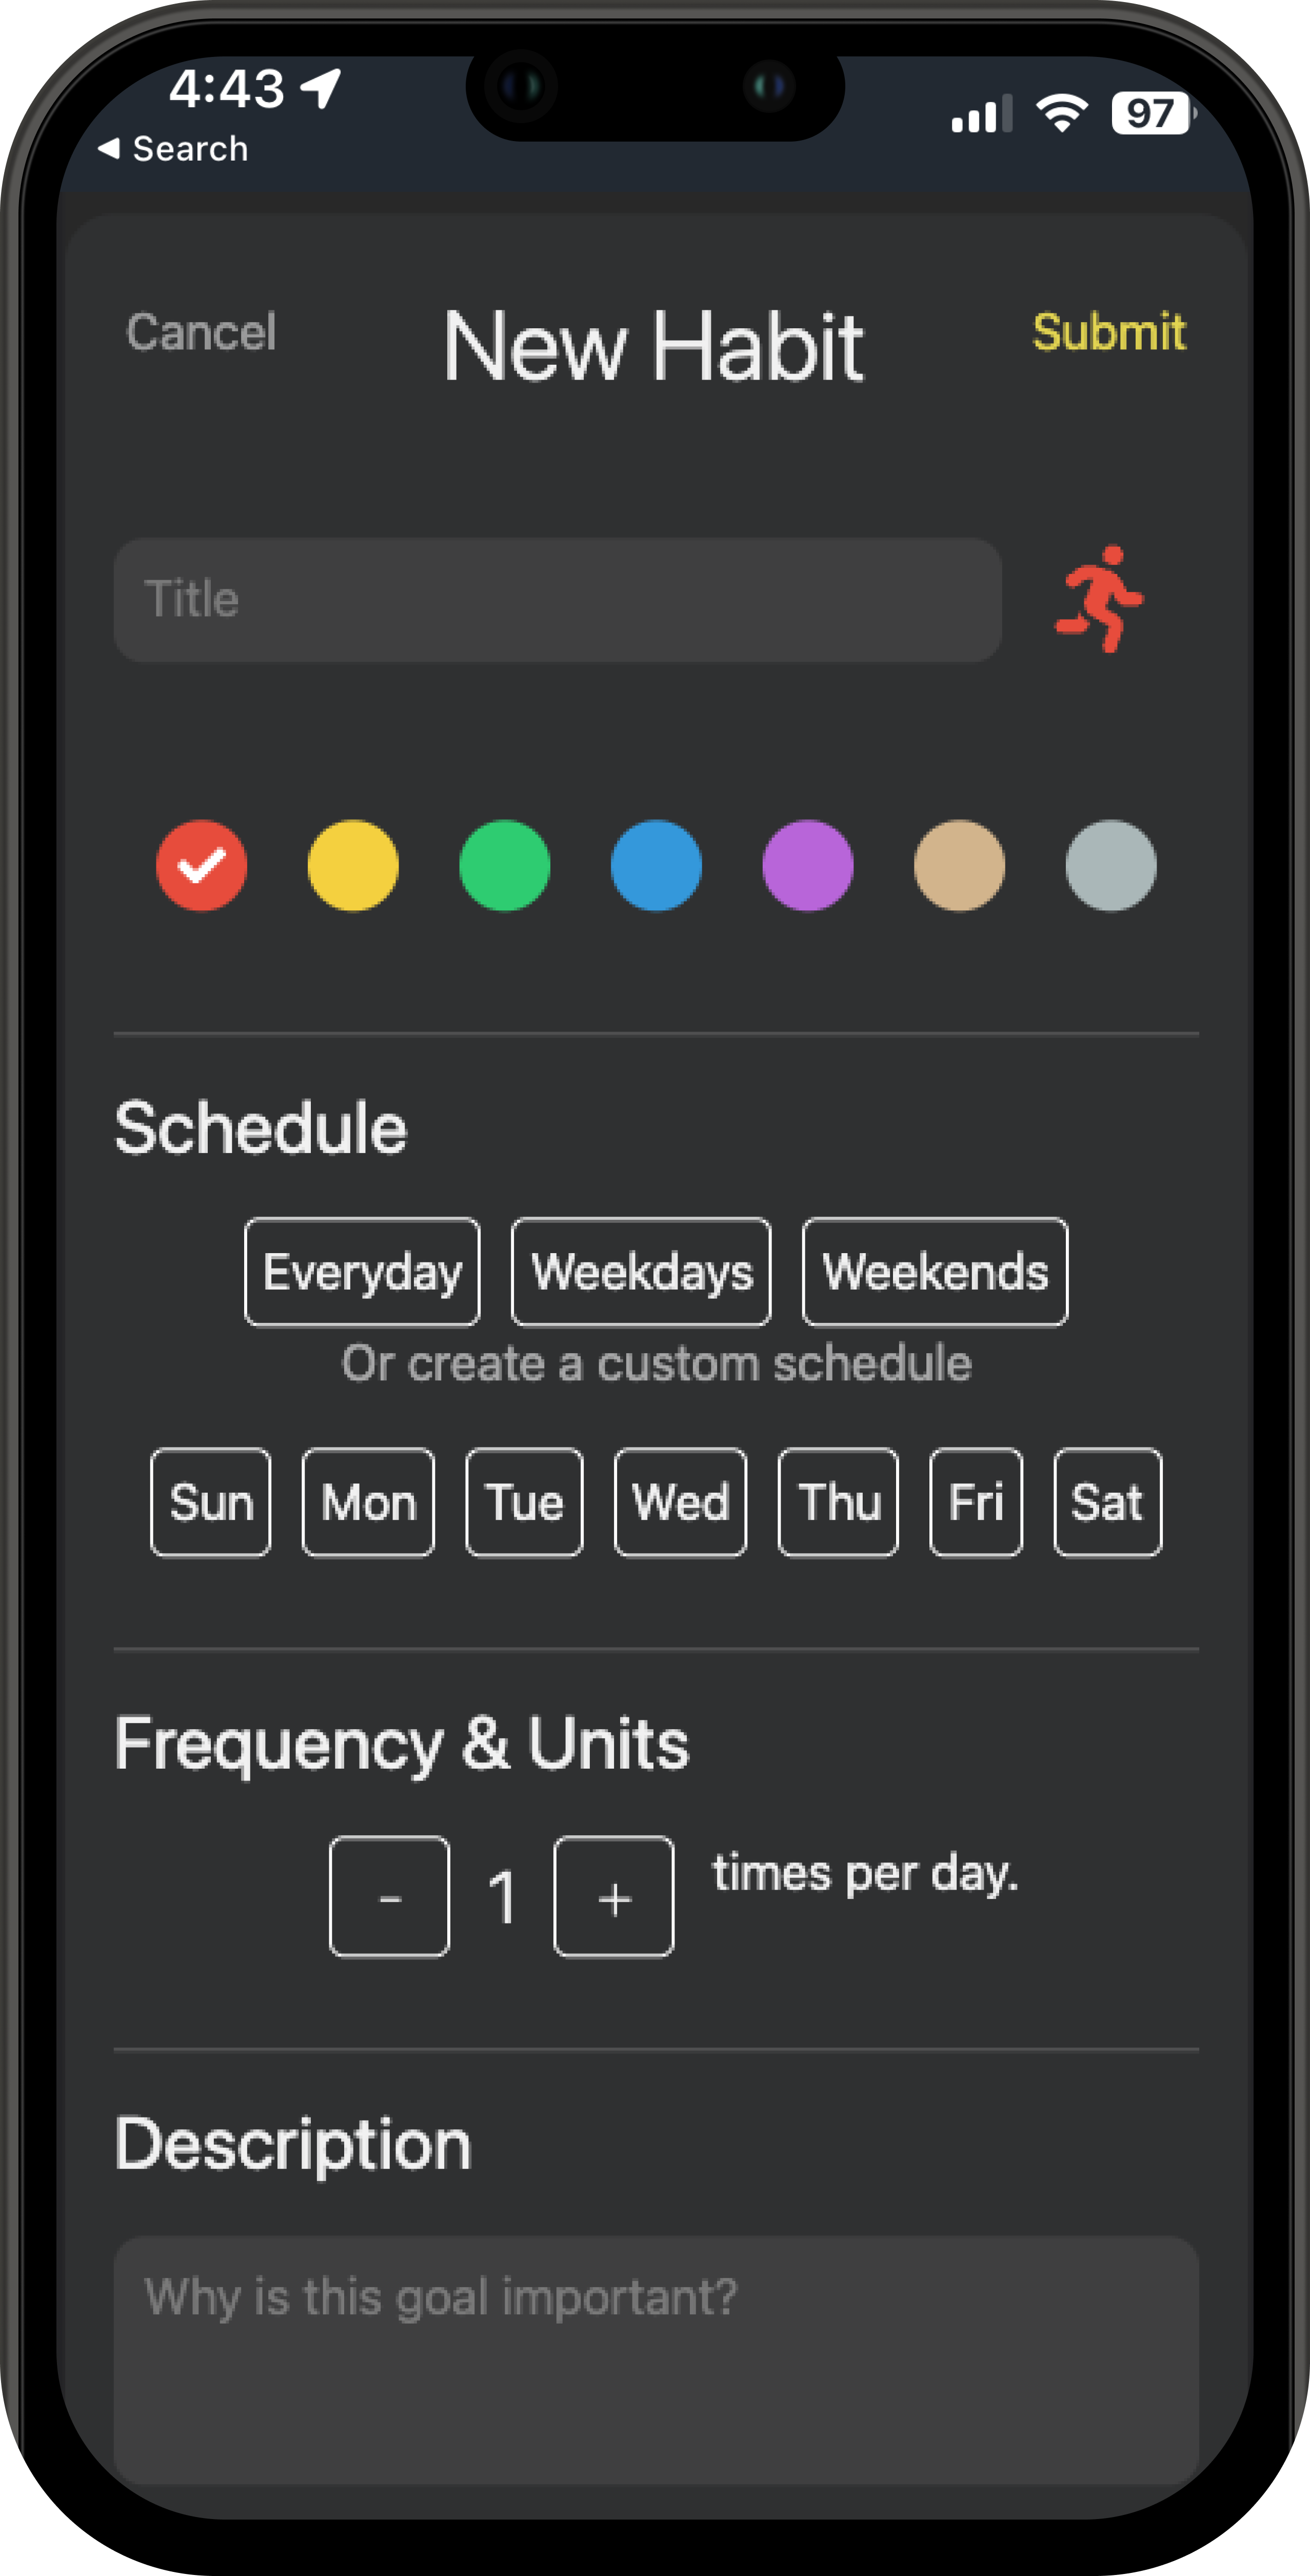 4:43
Search
97
Cancel
New Habit
Submit
Title
Schedule
Everyday Weekdays Weekends
Or create a custom schedule
Sun Mon Tue Wed Thu Fri Sat
Frequency & Units
- 1 + times per day.
Description
Why is this goal important?